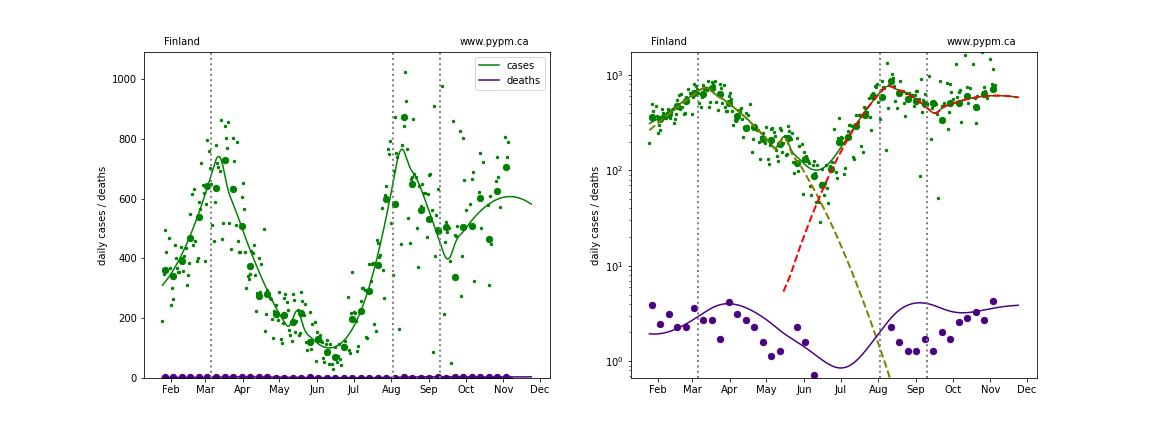 Finland www.pypm.ca
cases
deaths
daily cases / deaths
1000
800
600
400
200
0
Feb Mar Apr May Jun Jul Aug Sep Oct Nov Dec
Finland www.pypm.ca
daily cases / deaths
10³
10²
10¹
10⁰
Feb Mar Apr May Jun Jul Aug Sep Oct Nov Dec